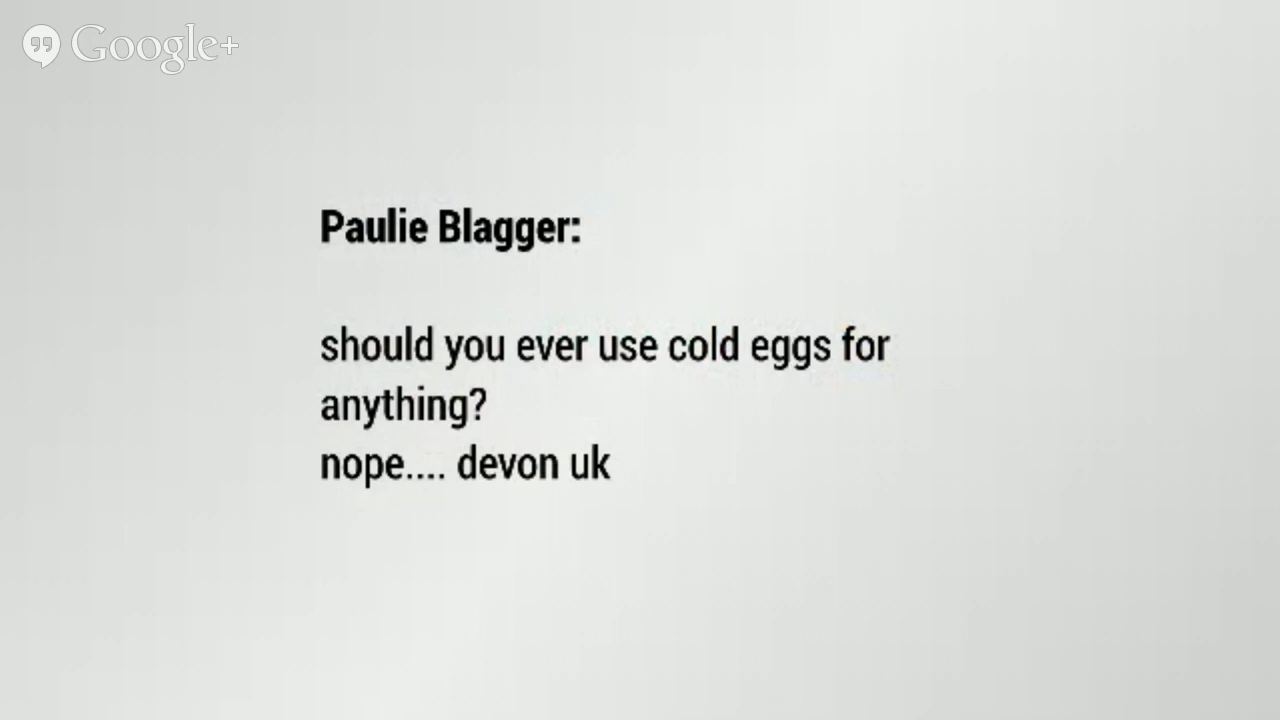 Google+
Paulie Blagger:
should you ever use cold eggs for
anything?
nope.... devon uk